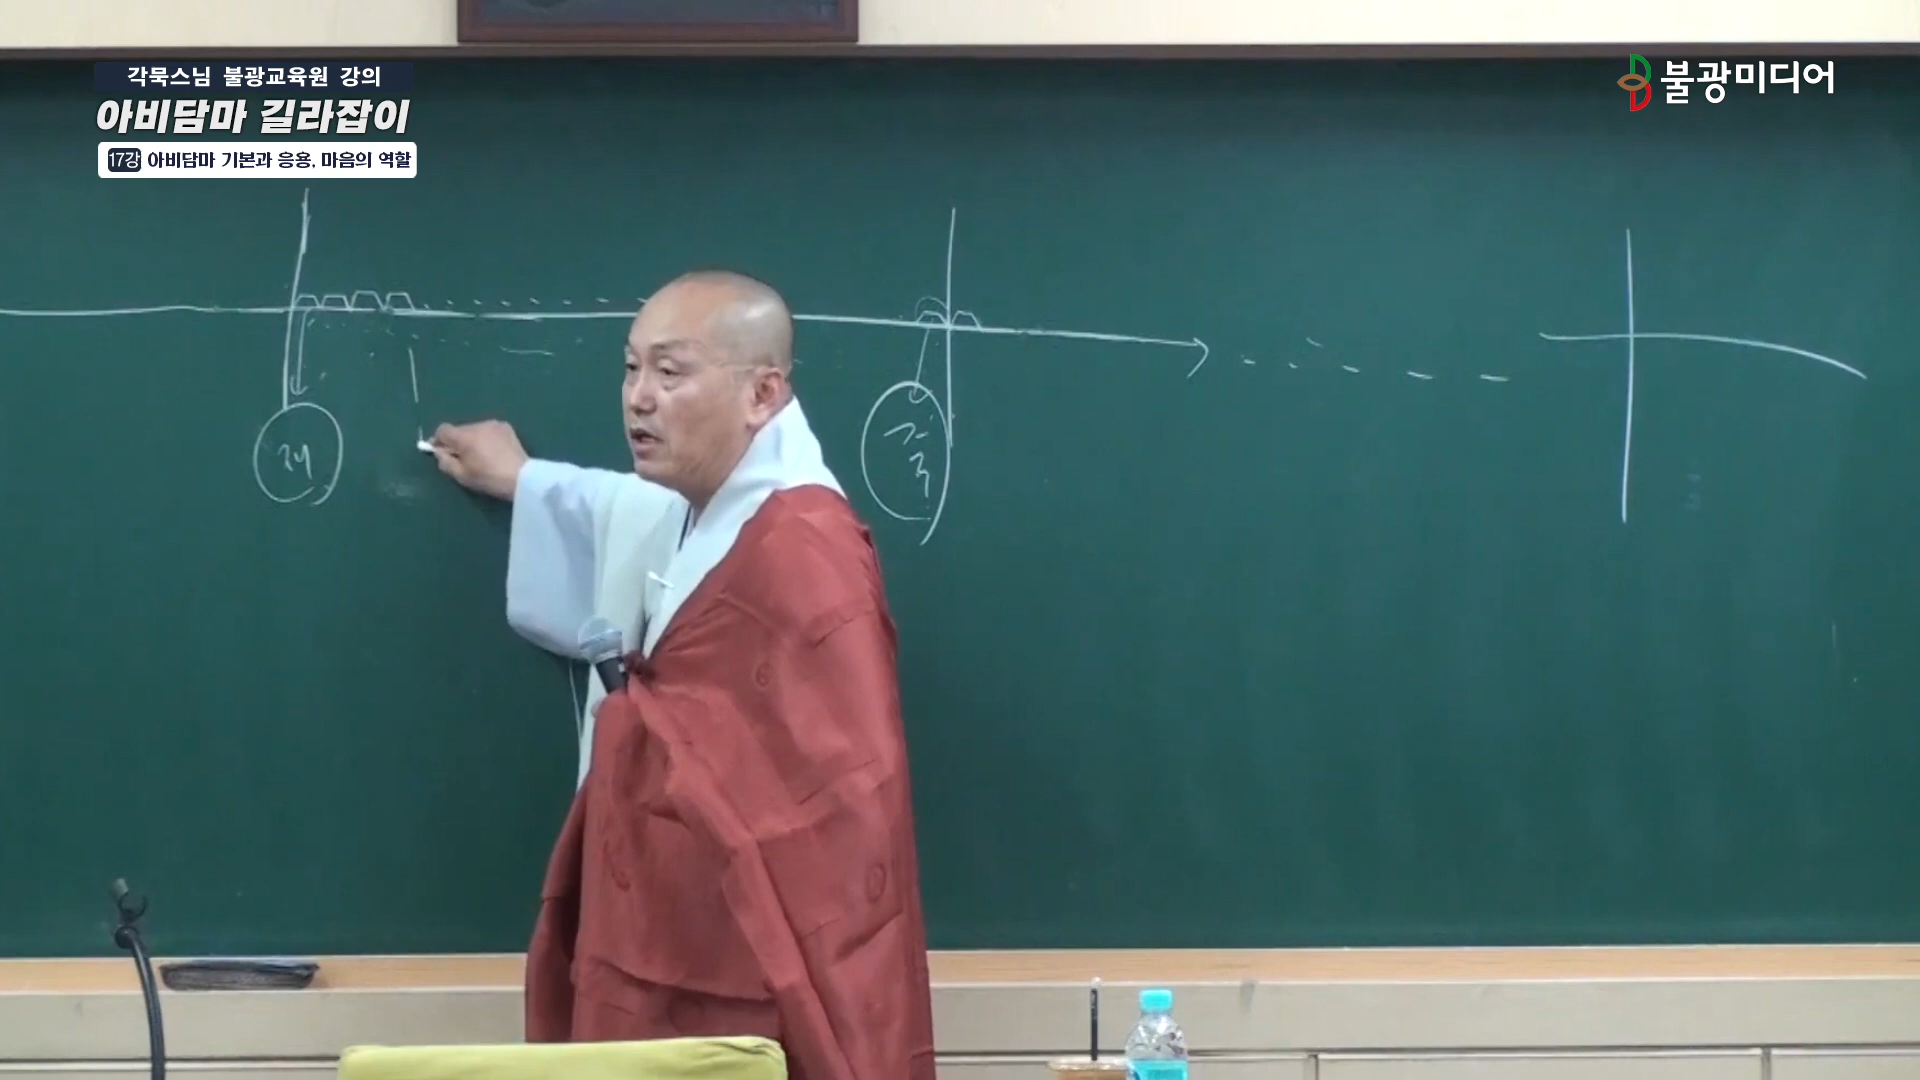 각묵스님 불광교육원 강의
아비담마 길라잡이
17강 아비담마 기본과 응용, 마음의 역할
불광미디어
재
죽